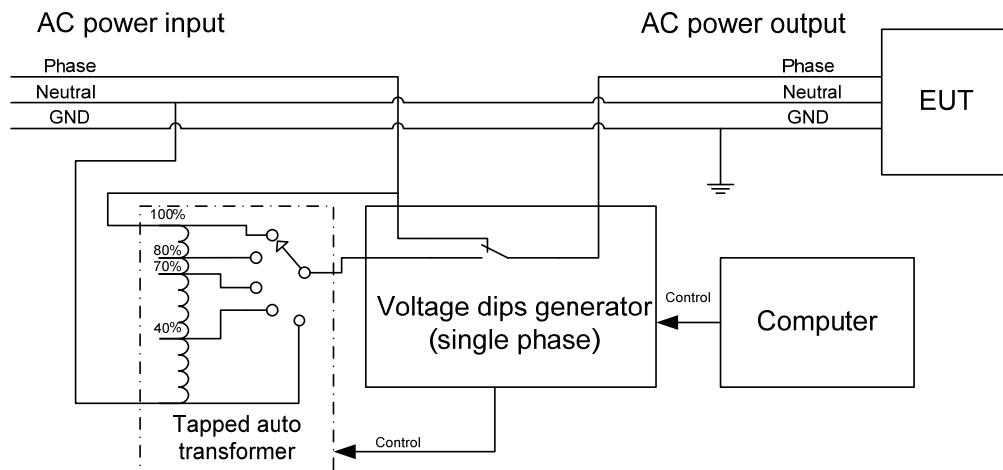 AC power input
AC power output
Phase
Neutral
GND
Phase
Neutral
GND
EUT
100%
80%
70%
40%
Tapped auto
transformer
Voltage dips generator
(single phase)
Control
Computer
Control